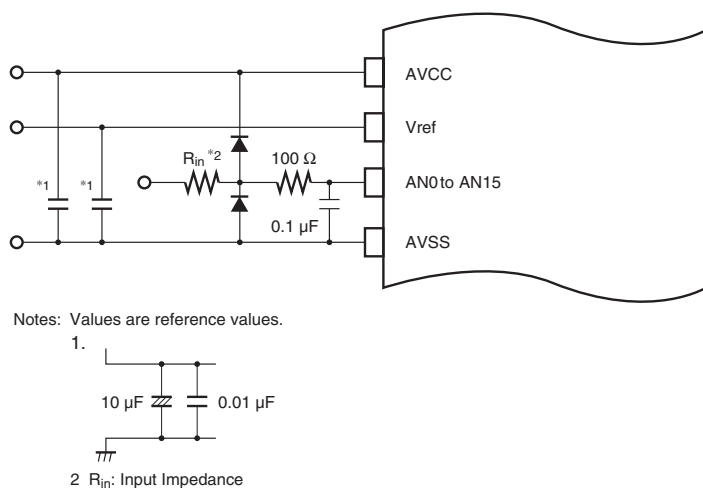 AVCC
Vref
Rin *2
100 Ω
*1
*1
AN0 to AN15
0.1 µF
AVSS
Notes: Values are reference values.
1.
10 µF
0.01 µF
2 Rin: Input Impedance